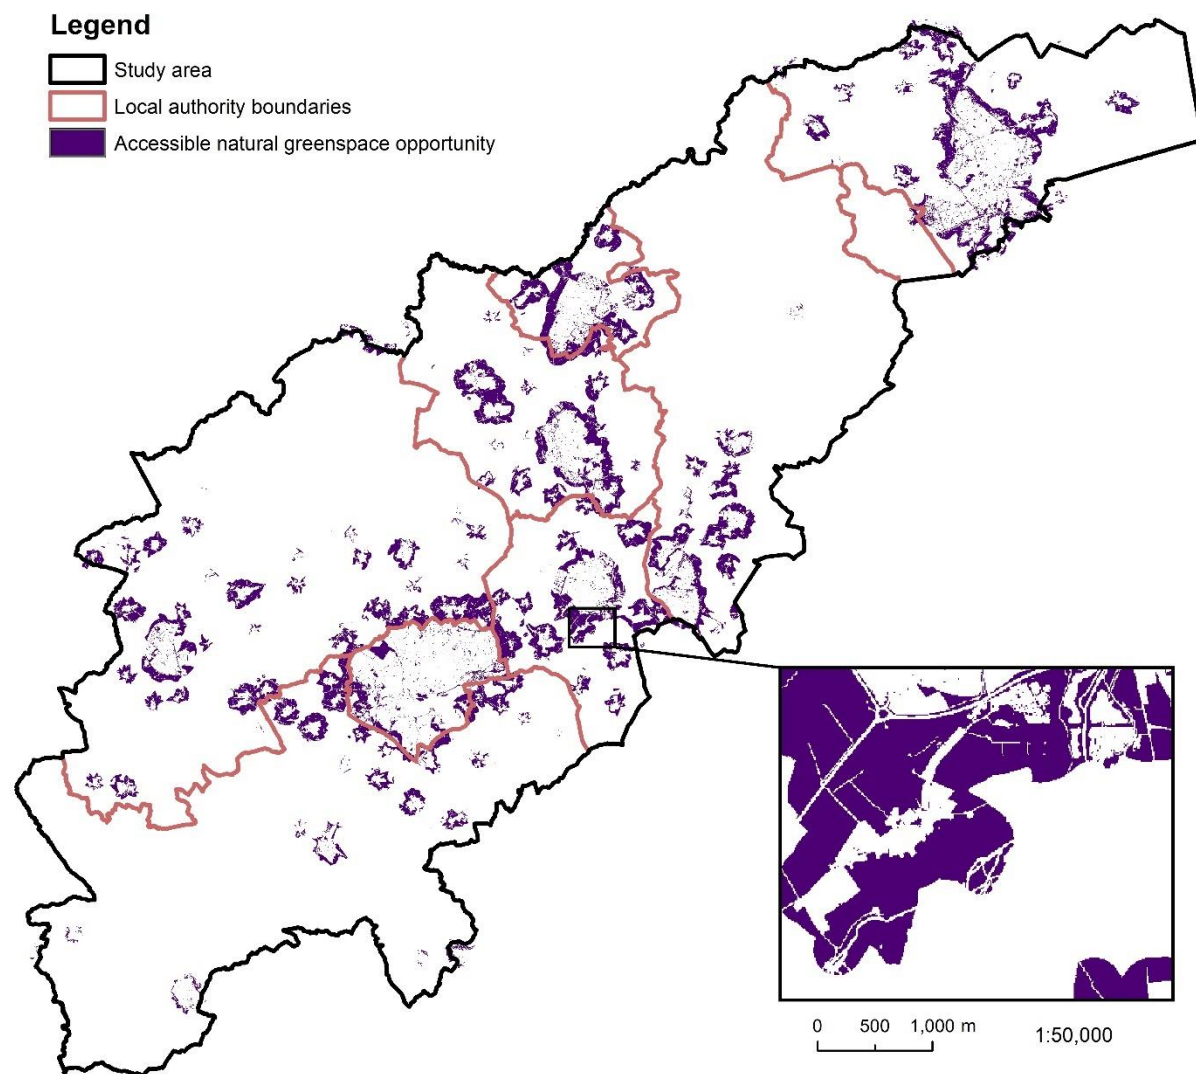 Legend
Study area
Local authority boundaries
Accessible natural greenspace opportunity
0 500 1,000 m
1:50,000